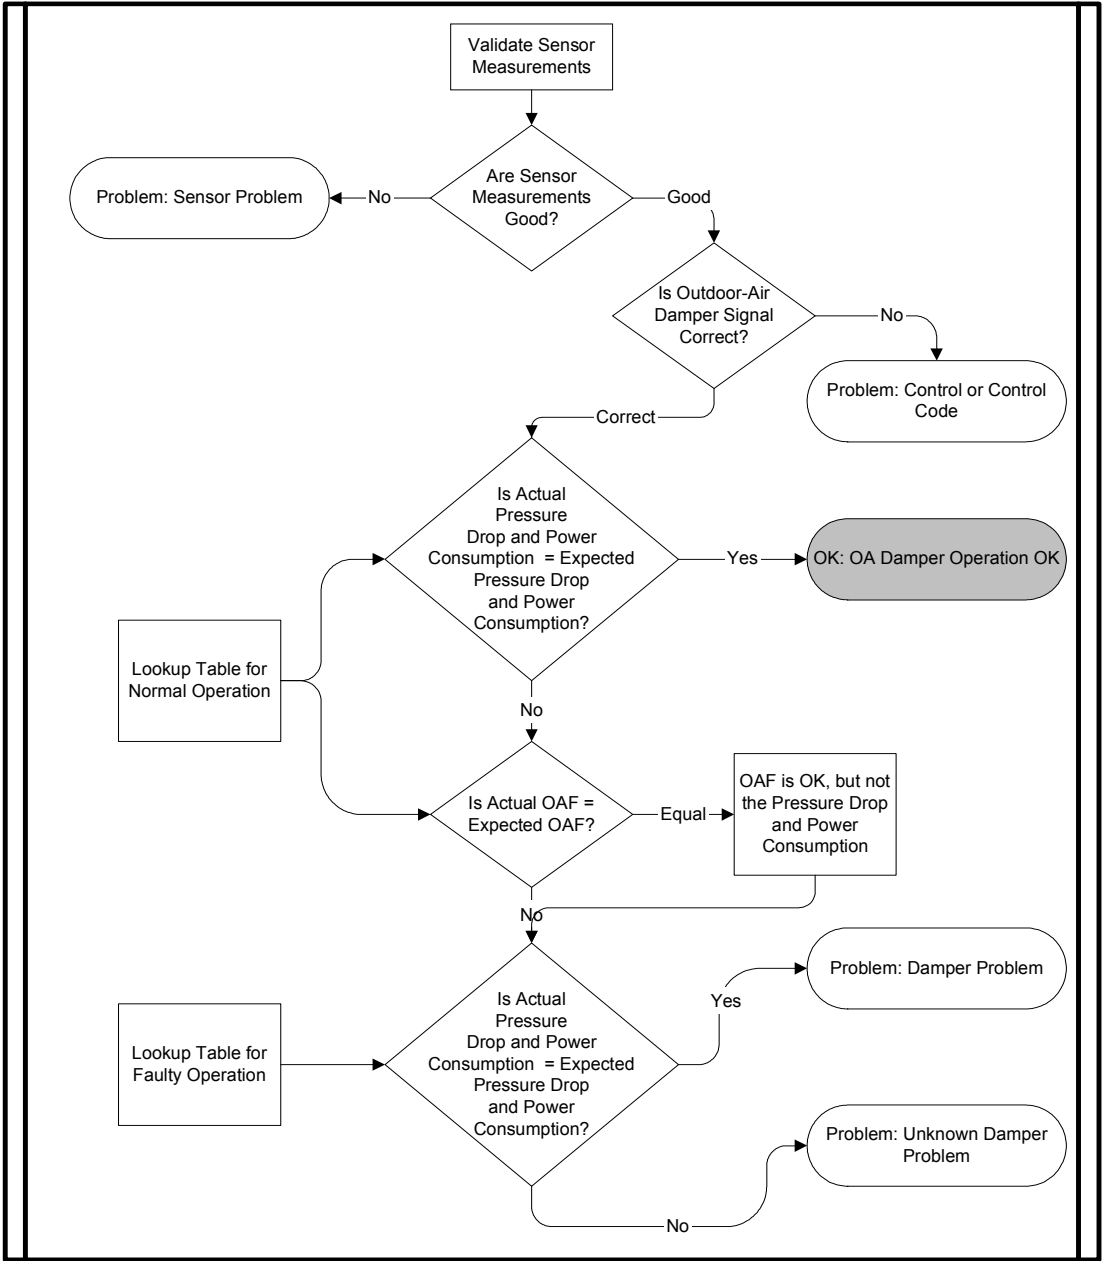 Validate Sensor
Measurements
Are Sensor
Measurements
Good?
No
Problem: Sensor Problem
Good
Is Outdoor-Air
Damper Signal
Correct?
No
Problem: Control or Control
Code
Correct
Is Actual
Pressure
Drop and Power
Consumption = Expected
Pressure Drop
and Power
Consumption?
Yes
OK: OA Damper Operation OK
Lookup Table for
Normal Operation
No
Is Actual OAF =
Expected OAF?
Equal
OAF is OK, but not
the Pressure Drop
and Power
Consumption
No
Is Actual
Pressure
Drop and Power
Consumption = Expected
Pressure Drop
and Power
Consumption?
Lookup Table for
Faulty Operation
Yes
Problem: Damper Problem
No
Problem: Unknown Damper
Problem